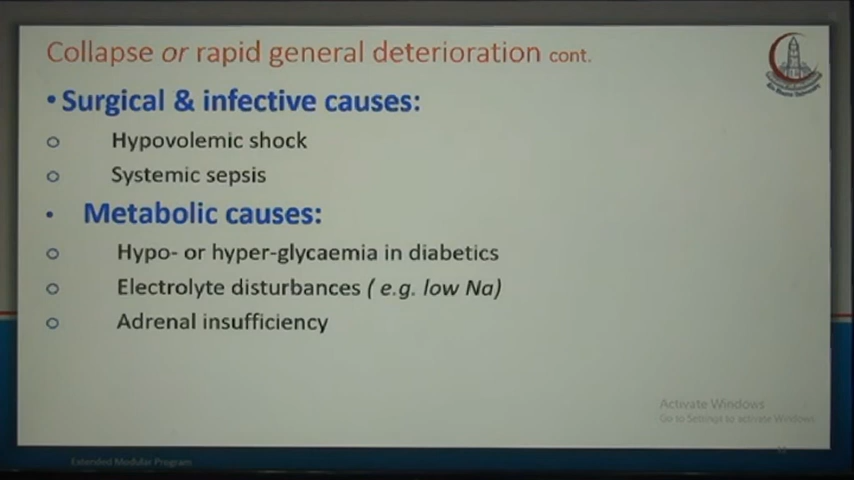 Collapse or rapid general deterioration cont.
• Surgical & infective causes:
o Hypovolemic shock
o Systemic sepsis
• Metabolic causes:
o Hypo- or hyper-glycaemia in diabetics
o Electrolyte disturbances ( e.g. low Na)
o Adrenal insufficiency
Activate Windows
Go to Settings to activate Windows.
Extended Modular Program